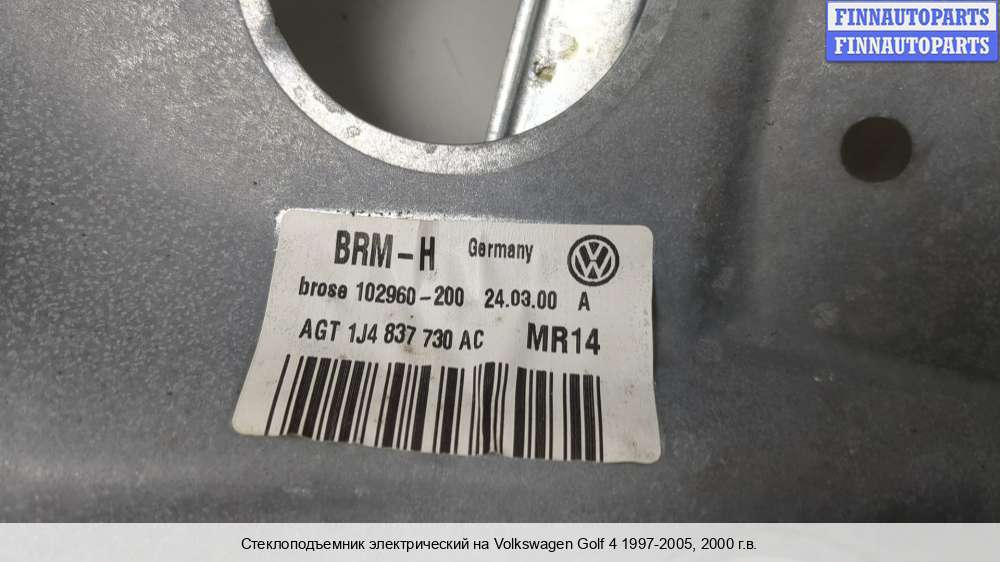 FINNAUTOPARTS
FINNAUTOPARTS
BRM-H Germany
brose 102960-200 24.03.00 A
AGT 1J4 837 730 AC MR14
Стеклоподъемник электрический на Volkswagen Golf 4 1997-2005, 2000 г.в.